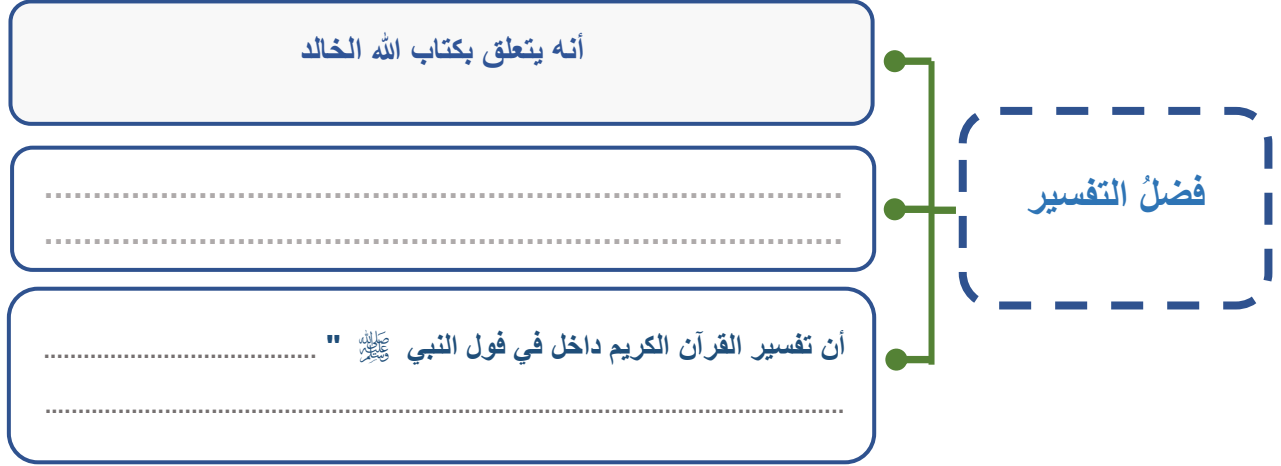 فضلُ التفسير
أنه يتعلق بكتاب الله الخالد
................................................................................
................................................................................
أن تفسير القرآن الكريم داخل في فول النبي ﷺ " ......................................
................................................................................